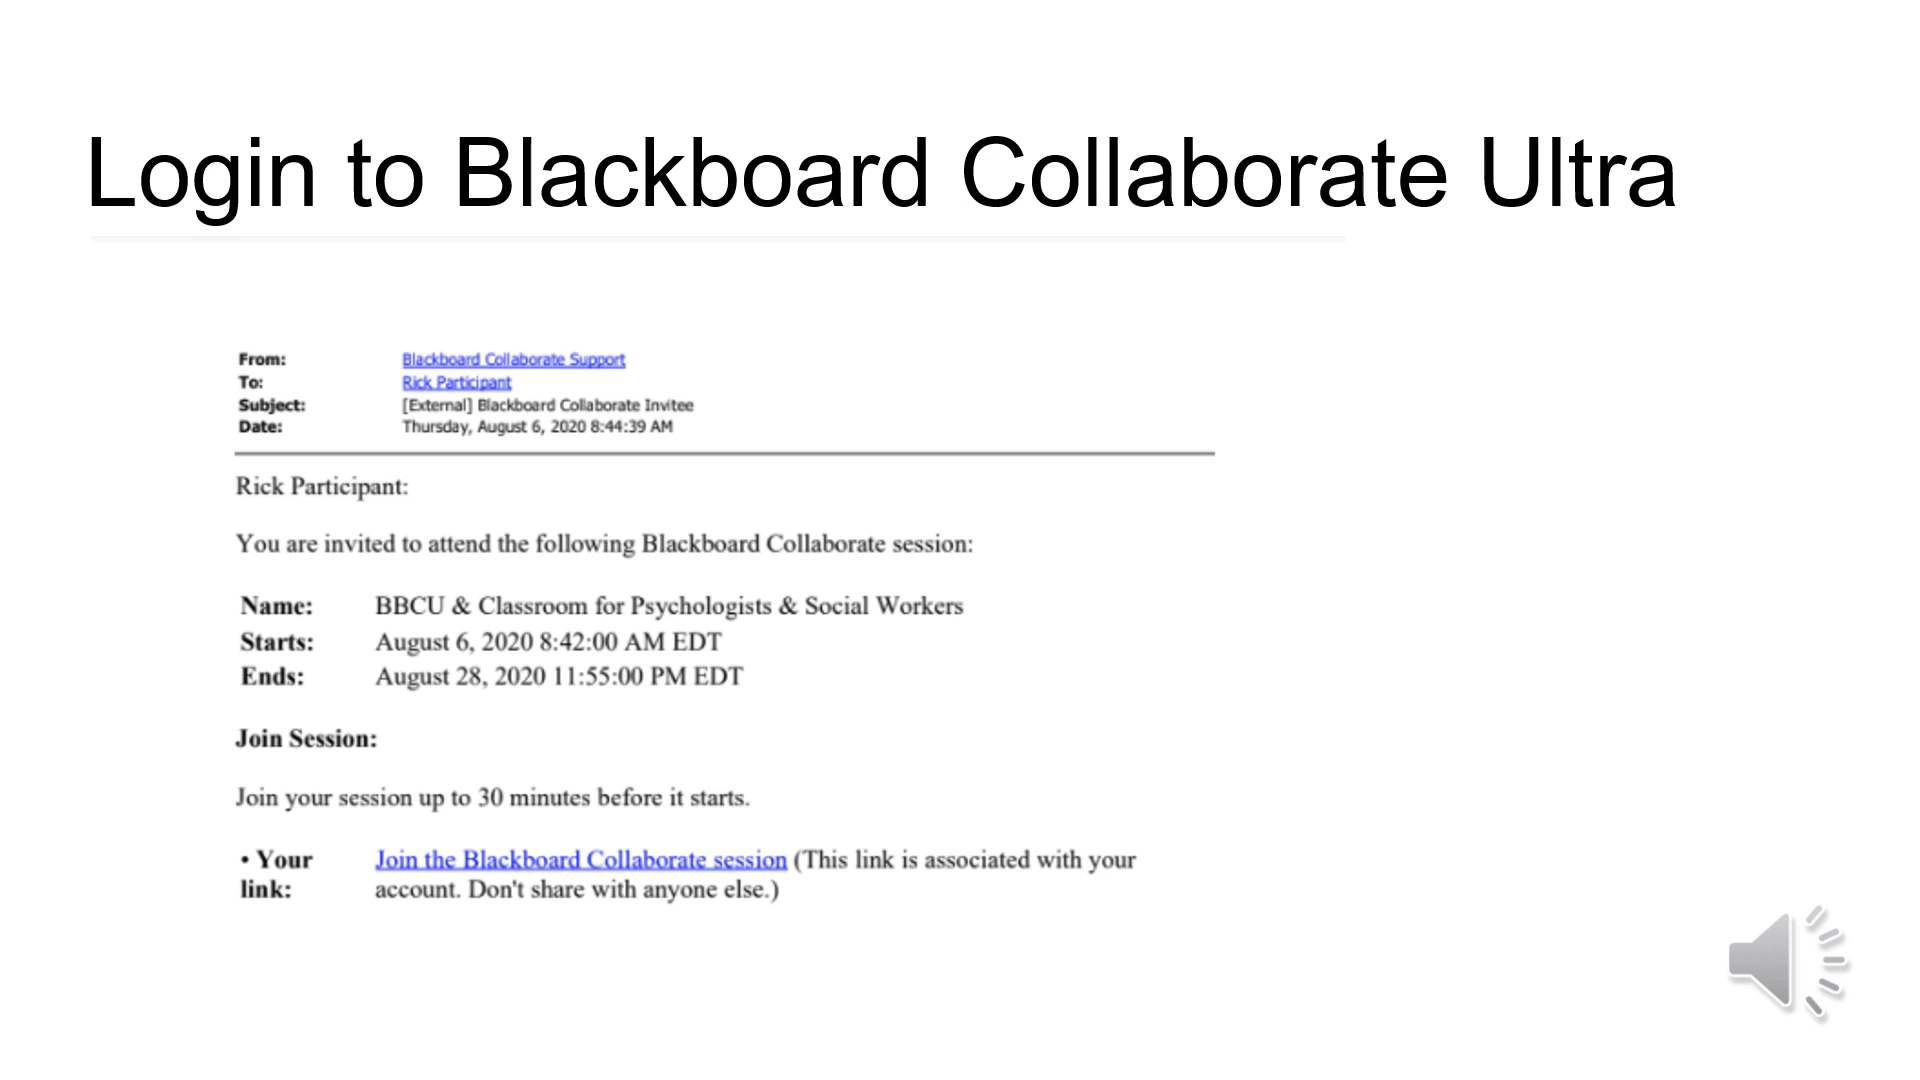 Login to Blackboard Collaborate Ultra
From: Blackboard Collaborate Support
To: Rick Participant
Subject: [External] Blackboard Collaborate Invitee
Date: Thursday, August 6, 2020 8:44:39 AM
Rick Participant:
You are invited to attend the following Blackboard Collaborate session:
Name: BBCU & Classroom for Psychologists & Social Workers
Starts: August 6, 2020 8:42:00 AM EDT
Ends: August 28, 2020 11:55:00 PM EDT
Join Session:
Join your session up to 30 minutes before it starts.
• Your link: Join the Blackboard Collaborate session (This link is associated with your
account. Don't share with anyone else.)